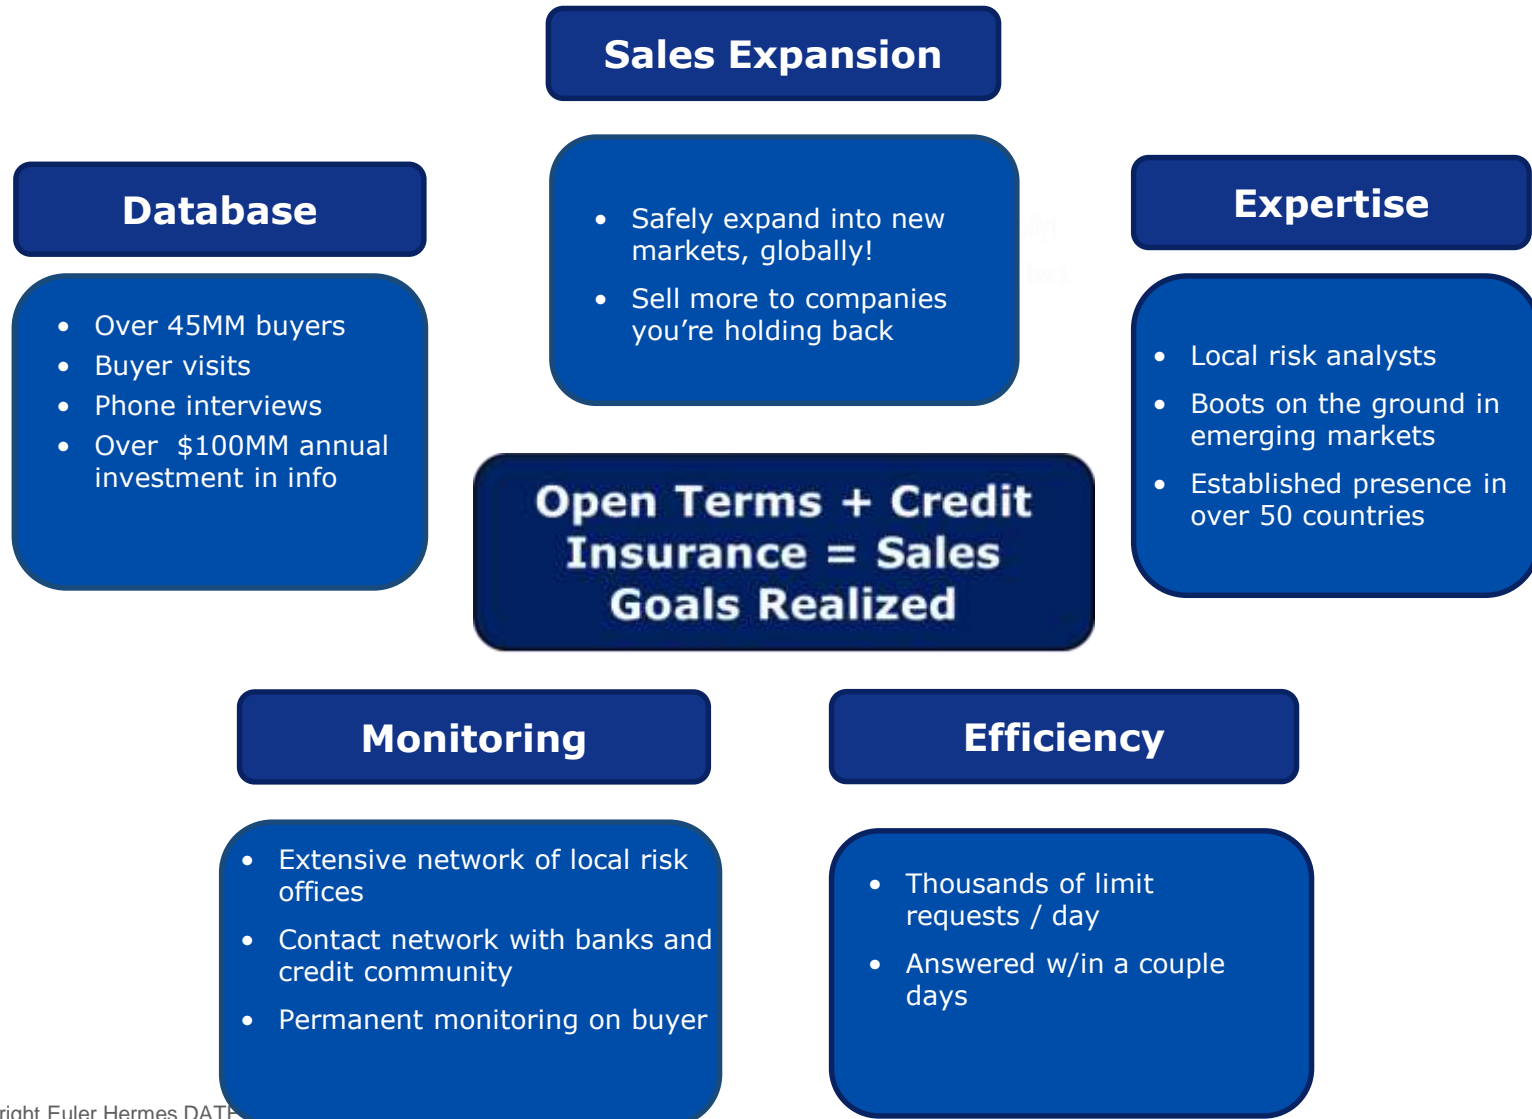 Sales Expansion
• Safely expand into new
markets, globally!
• Sell more to companies
you’re holding back
Database
• Over 45MM buyers
• Buyer visits
• Phone interviews
• Over  $100MM annual
investment in info
Expertise
• Local risk analysts
• Boots on the ground in
emerging markets
• Established presence in
over 50 countries
Open Terms + Credit
Insurance = Sales
Goals Realized
Monitoring
• Extensive network of local risk
offices
• Contact network with banks and
credit community
• Permanent monitoring on buyer
Efficiency
• Thousands of limit
requests / day
• Answered w/in a couple
days
Euler Hermes